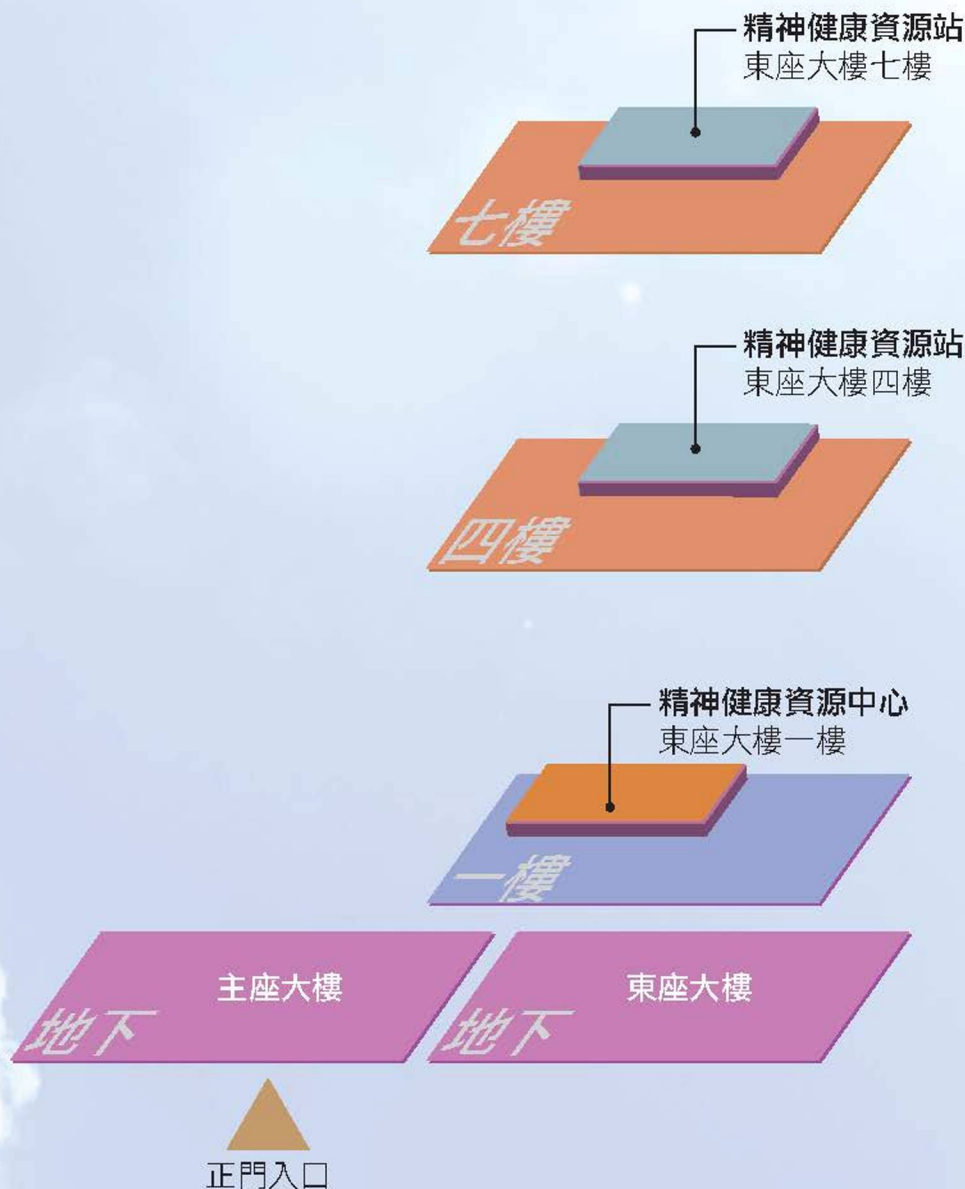 精神健康資源站
東座大樓七樓
七樓
精神健康資源站
東座大樓四樓
四樓
精神健康資源中心
東座大樓一樓
一樓
主座大樓
東座大樓
地下
地下
正門入口